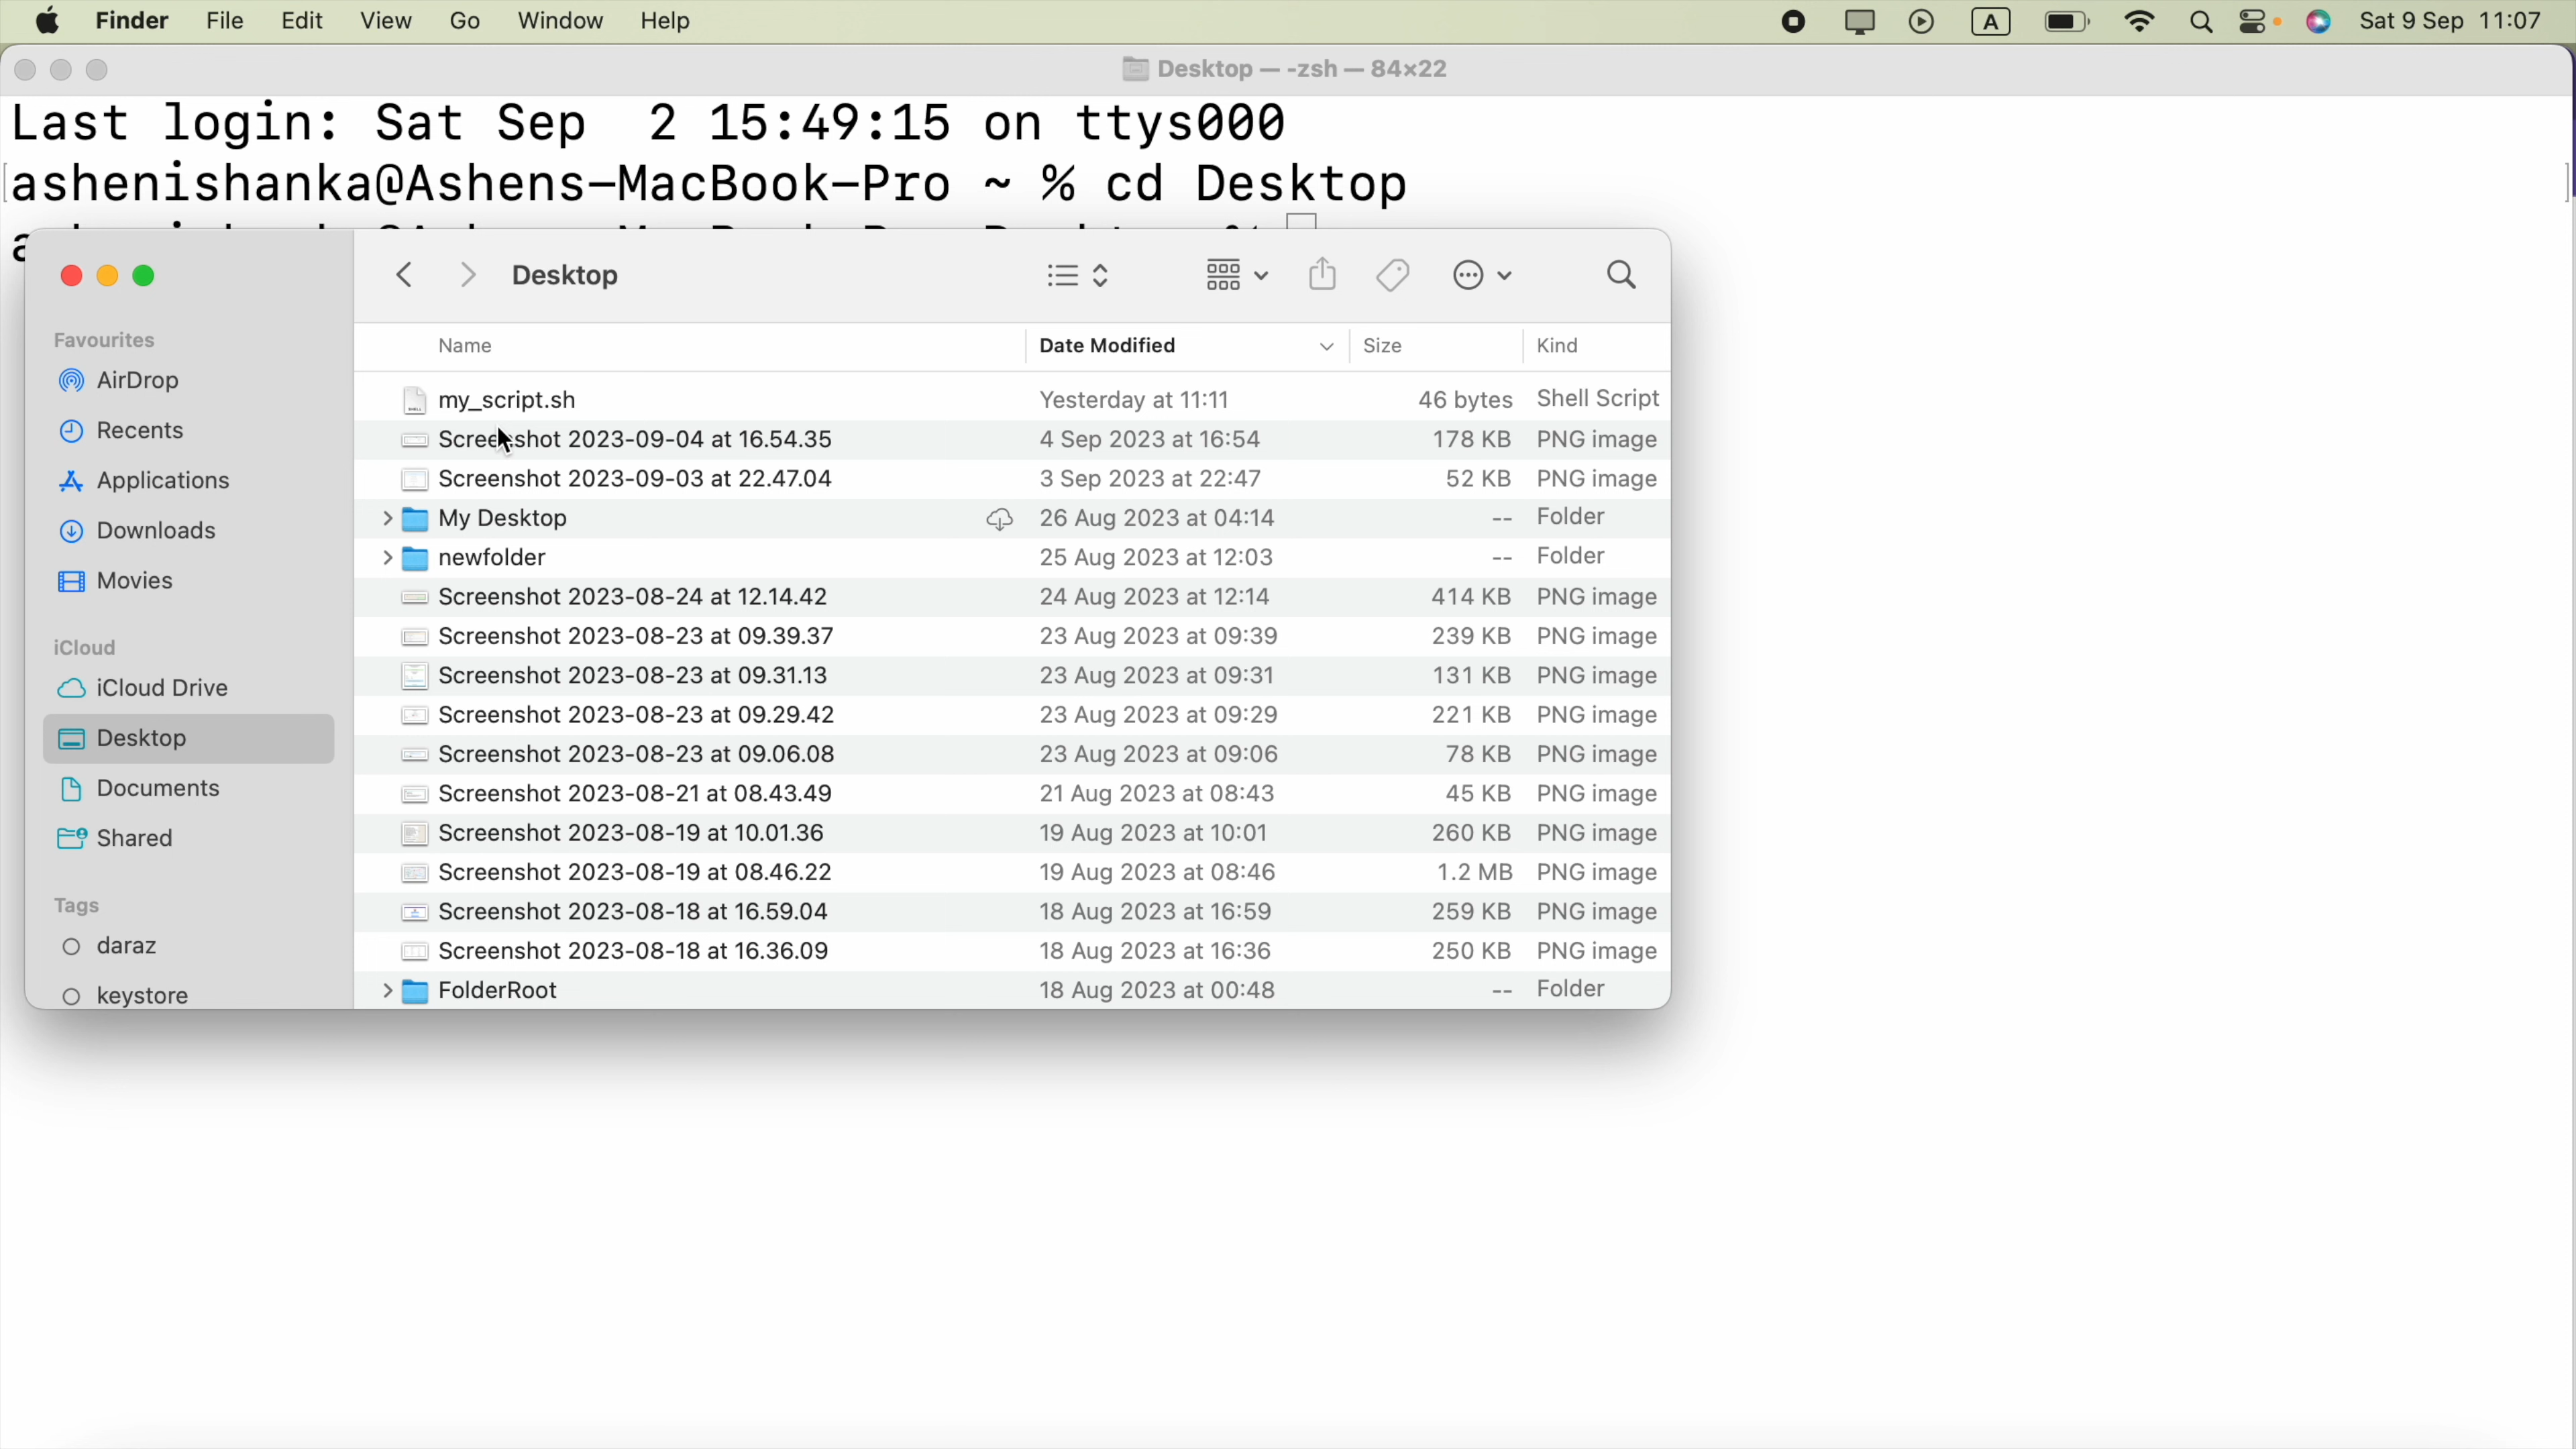 Finder File Edit View Go Window Help A Sat 9 Sep 11:07
Desktop — -zsh — 84×22
Last login: Sat Sep  2 15:49:15 on ttys000
[ashenishanka@Ashens-MacBook-Pro ~ % cd Desktop ]
Desktop
Favourites
AirDrop
Recents
Applications
Downloads
Movies
iCloud
iCloud Drive
Desktop
Documents
Shared
Tags
daraz
keystore
Name Date Modified Size Kind
my_script.sh Yesterday at 11:11 46 bytes Shell Script
Screenshot 2023-09-04 at 16.54.35 4 Sep 2023 at 16:54 178 KB PNG image
Screenshot 2023-09-03 at 22.47.04 3 Sep 2023 at 22:47 52 KB PNG image
My Desktop 26 Aug 2023 at 04:14 -- Folder
newfolder 25 Aug 2023 at 12:03 -- Folder
Screenshot 2023-08-24 at 12.14.42 24 Aug 2023 at 12:14 414 KB PNG image
Screenshot 2023-08-23 at 09.39.37 23 Aug 2023 at 09:39 239 KB PNG image
Screenshot 2023-08-23 at 09.31.13 23 Aug 2023 at 09:31 131 KB PNG image
Screenshot 2023-08-23 at 09.29.42 23 Aug 2023 at 09:29 221 KB PNG image
Screenshot 2023-08-23 at 09.06.08 23 Aug 2023 at 09:06 78 KB PNG image
Screenshot 2023-08-21 at 08.43.49 21 Aug 2023 at 08:43 45 KB PNG image
Screenshot 2023-08-19 at 10.01.36 19 Aug 2023 at 10:01 260 KB PNG image
Screenshot 2023-08-19 at 08.46.22 19 Aug 2023 at 08:46 1.2 MB PNG image
Screenshot 2023-08-18 at 16.59.04 18 Aug 2023 at 16:59 259 KB PNG image
Screenshot 2023-08-18 at 16.36.09 18 Aug 2023 at 16:36 250 KB PNG image
FolderRoot 18 Aug 2023 at 00:48 -- Folder